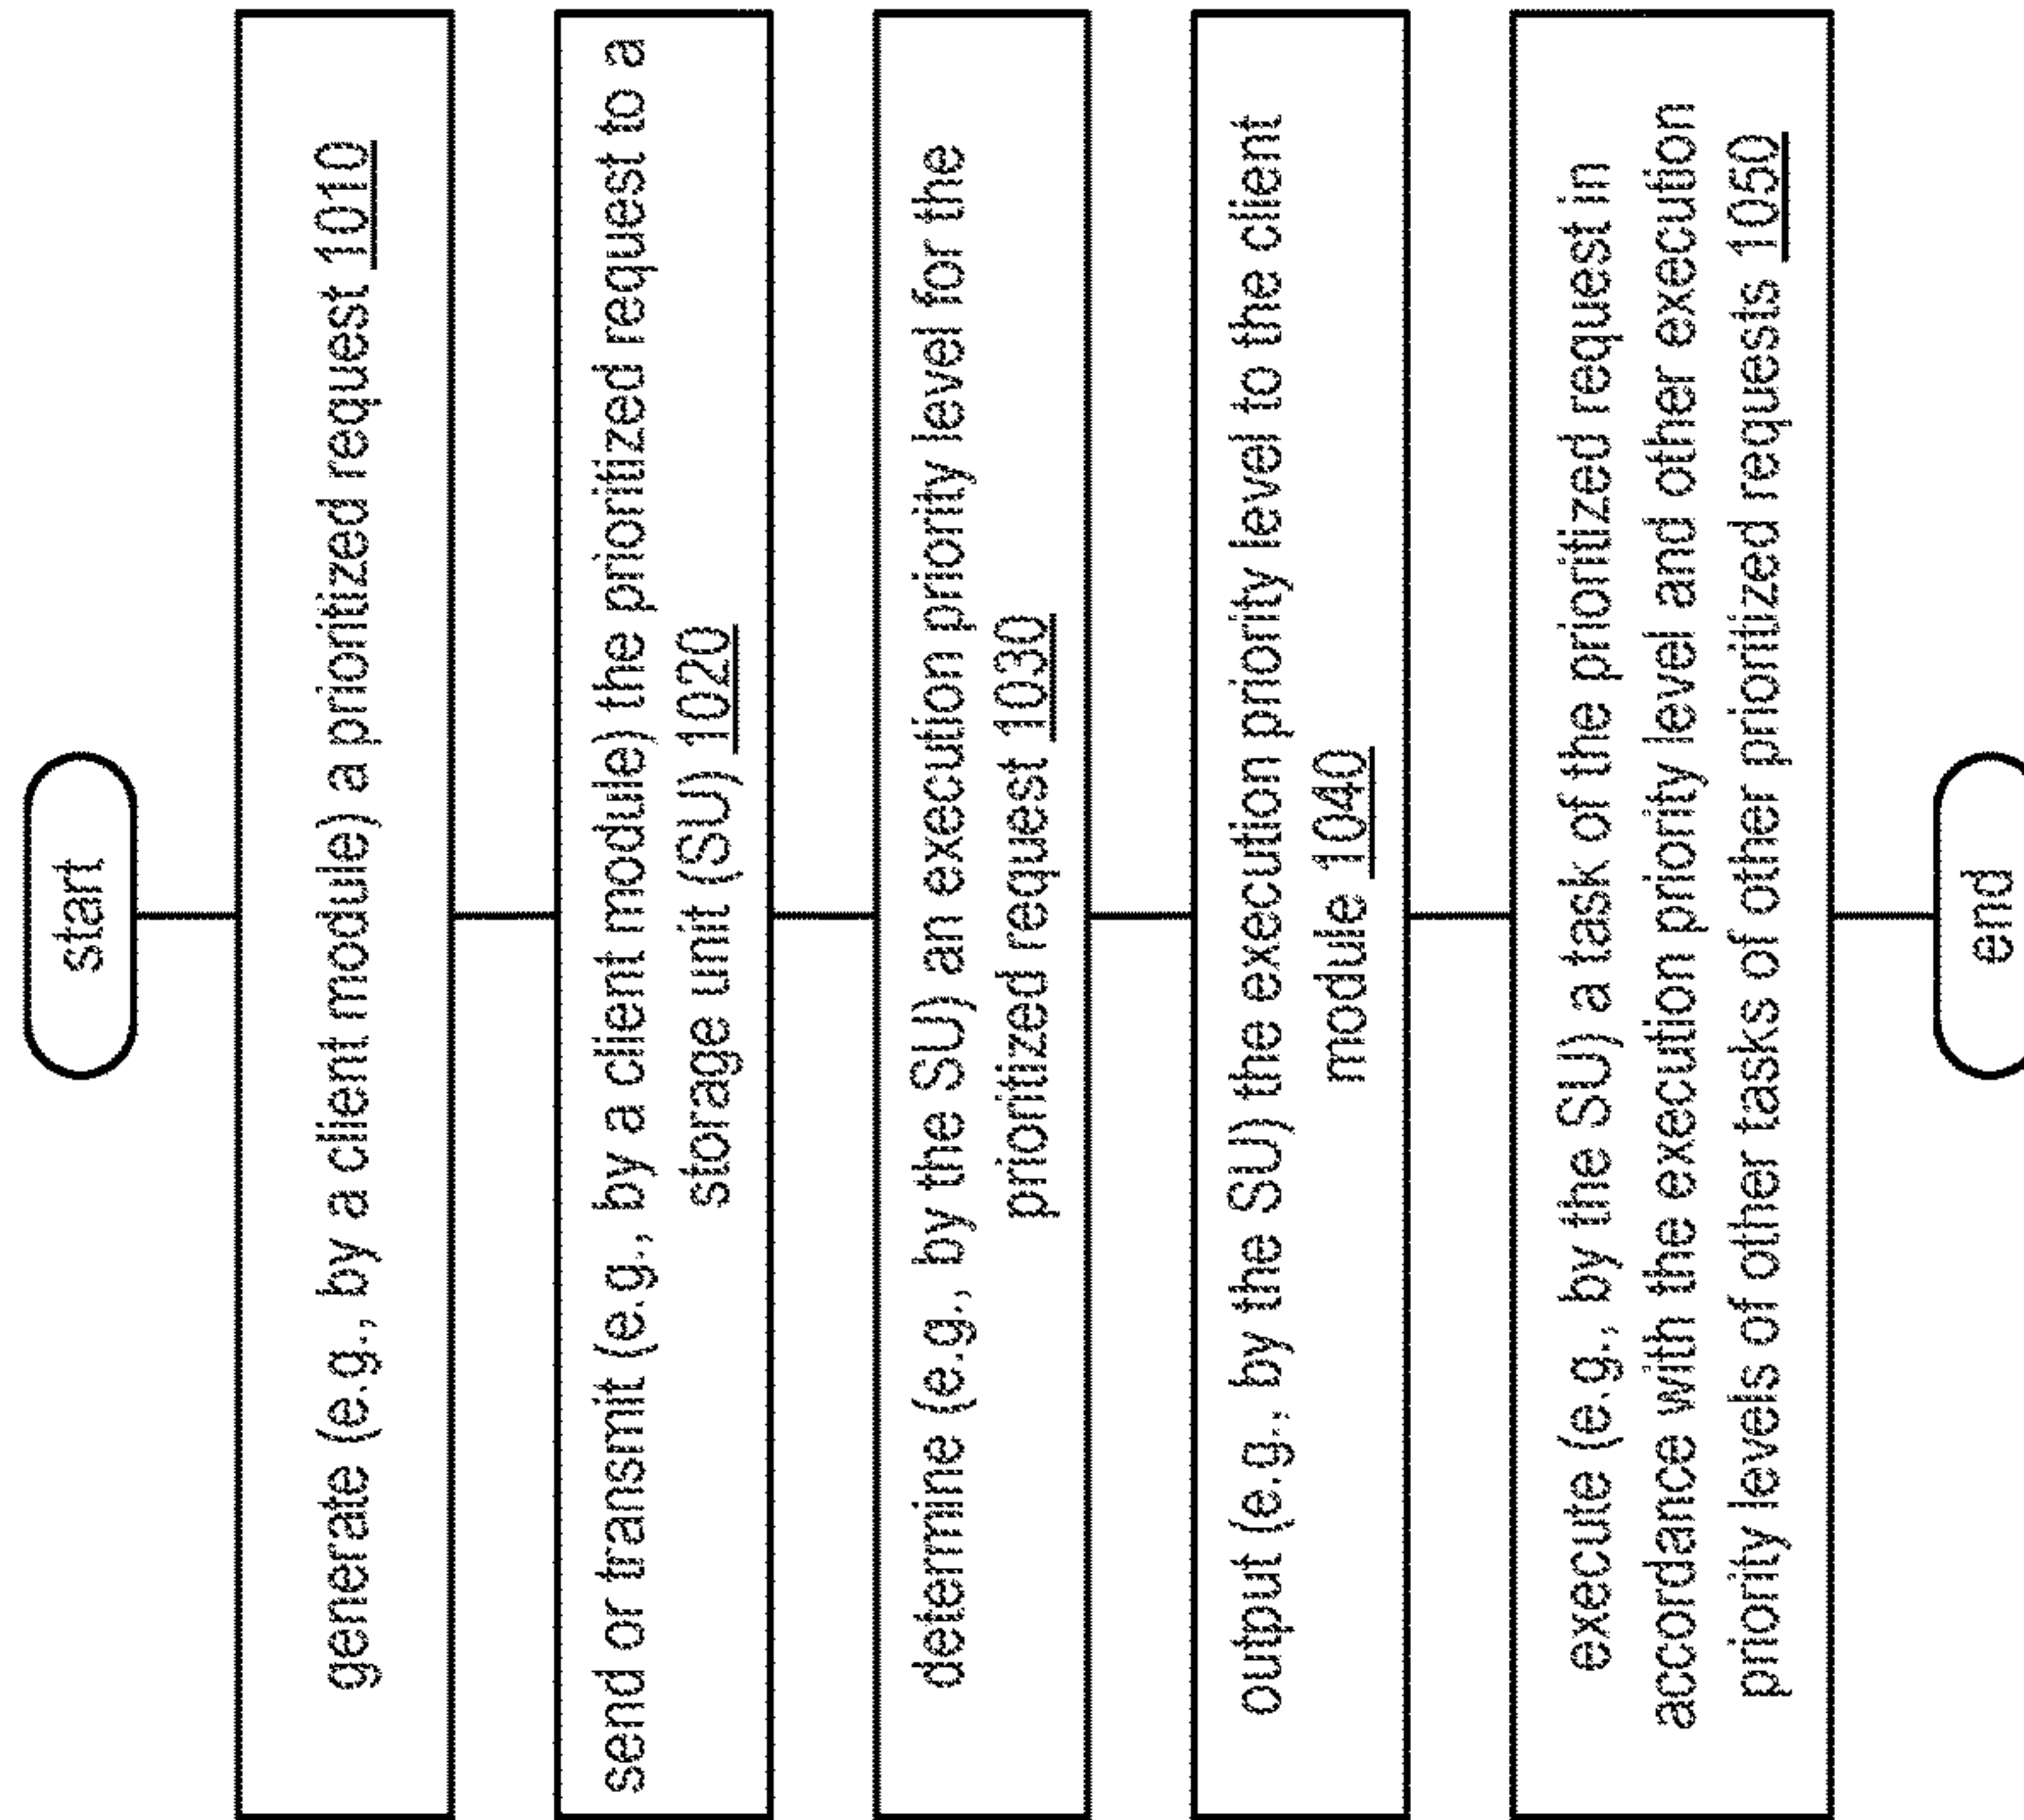 start
generate (e.g., by a client module) a prioritized request 1010
send or transmit (e.g., by a client module) the prioritized request to a
storage unit (SU) 1020
determine (e.g., by the SU) an execution priority level for the
prioritized request 1030
output (e.g., by the SU) the execution priority level to the client
module 1040
execute (e.g., by the SU) a task of the prioritized request in
accordance with the execution priority level and other execution
priority levels of other tasks of other prioritized requests 1050
end